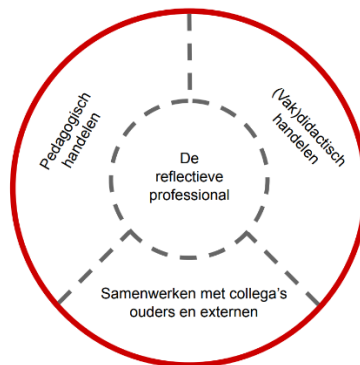 Pedagogisch
handelen
(Vak)didactisch
handelen
De
reflectieve
professional
Samenwerken met collega's
ouders en externen